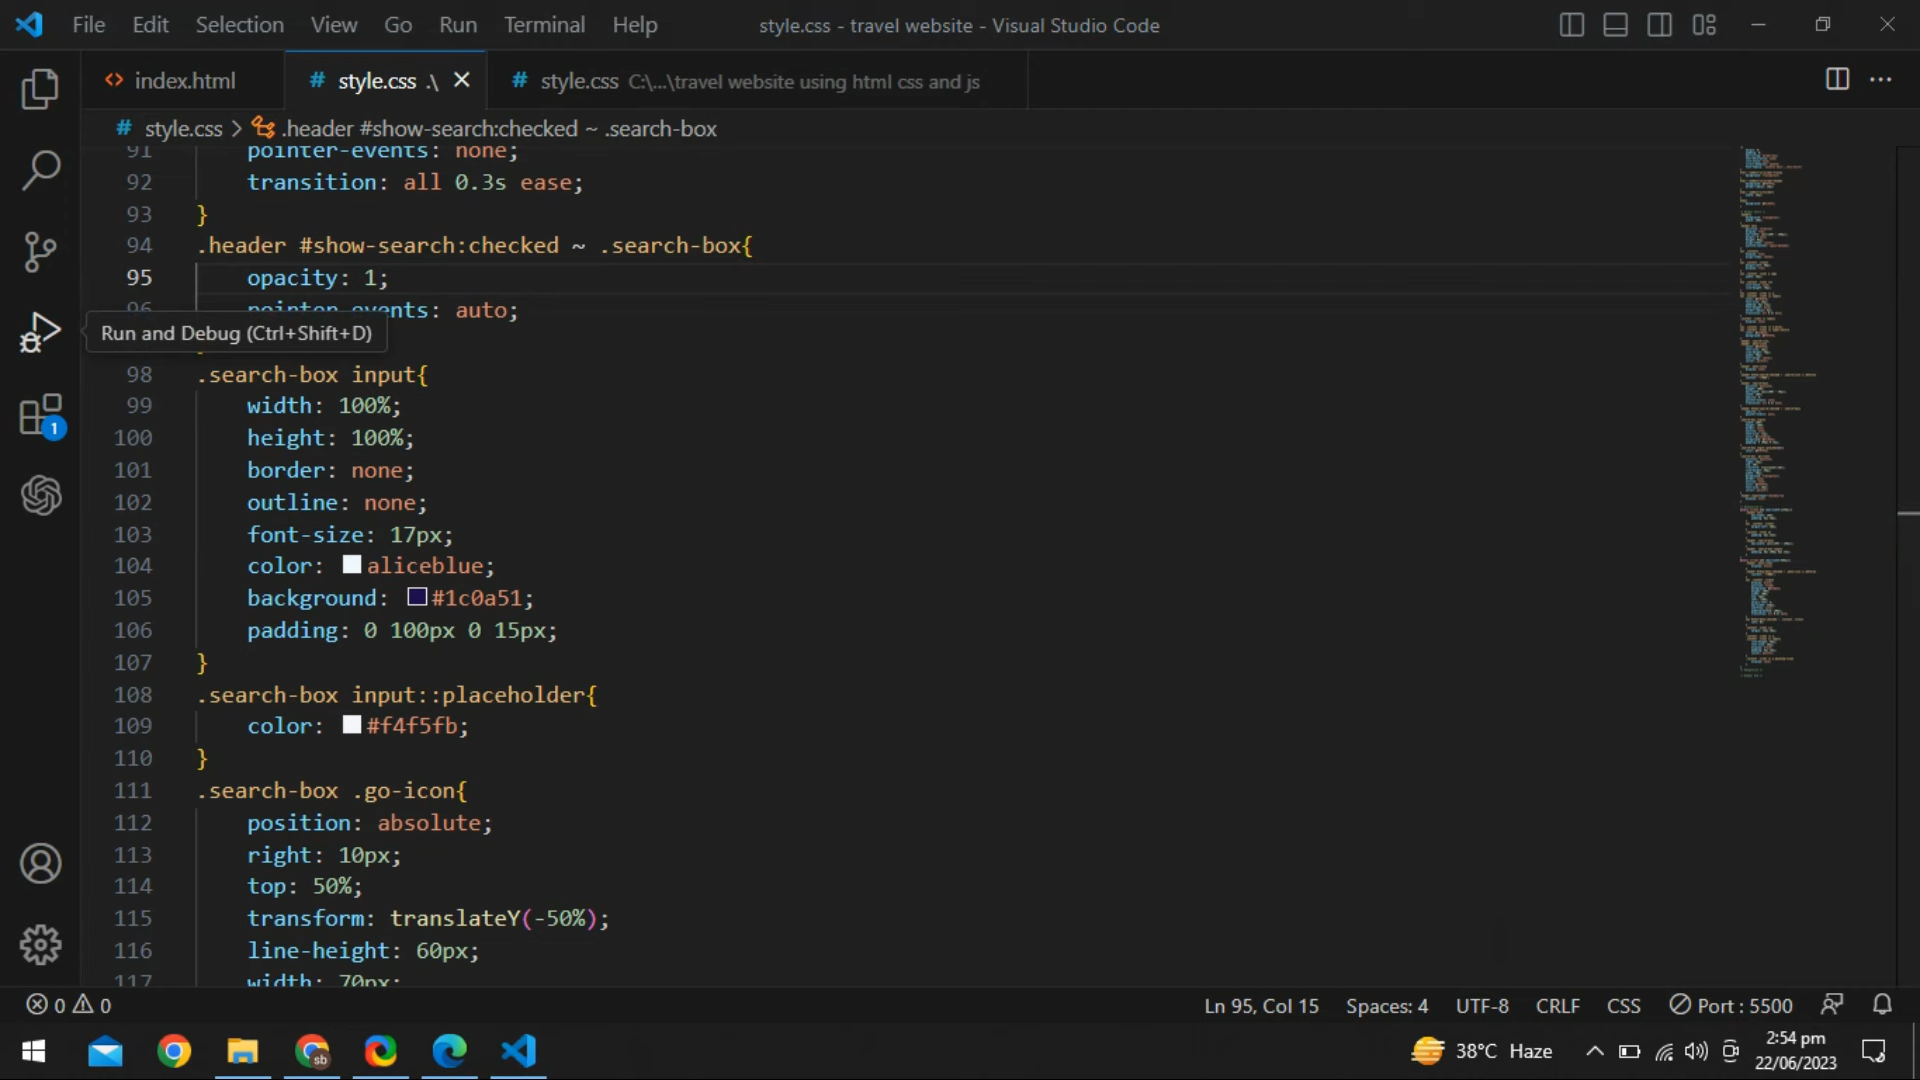 File Edit Selection View Go Run Terminal Help style.css - travel website - Visual Studio Code
<> index.html # style.css .\ # style.css C:\...\travel website using html css and js
# style.css > .header #show-search:checked ~ .search-box
91 pointer-events: none;
92 transition: all 0.3s ease;
93 }
94 .header #show-search:checked ~ .search-box{
95 opacity: 1;
96 pointer-events: auto;
Run and Debug (Ctrl+Shift+D)
98 .search-box input{
99 width: 100%;
100 height: 100%;
101 border: none;
102 outline: none;
103 font-size: 17px;
104 color: aliceblue;
105 background: #1c0a51;
106 padding: 0 100px 0 15px;
107 }
108 .search-box input::placeholder{
109 color: #f4f5fb;
110 }
111 .search-box .go-icon{
112 position: absolute;
113 right: 10px;
114 top: 50%;
115 transform: translateY(-50%);
116 line-height: 60px;
117 width: 70px;
1
0 0 Ln 95, Col 15 Spaces: 4 UTF-8 CRLF CSS Port : 5500
sb 38°C Haze 2:54 pm
22/06/2023